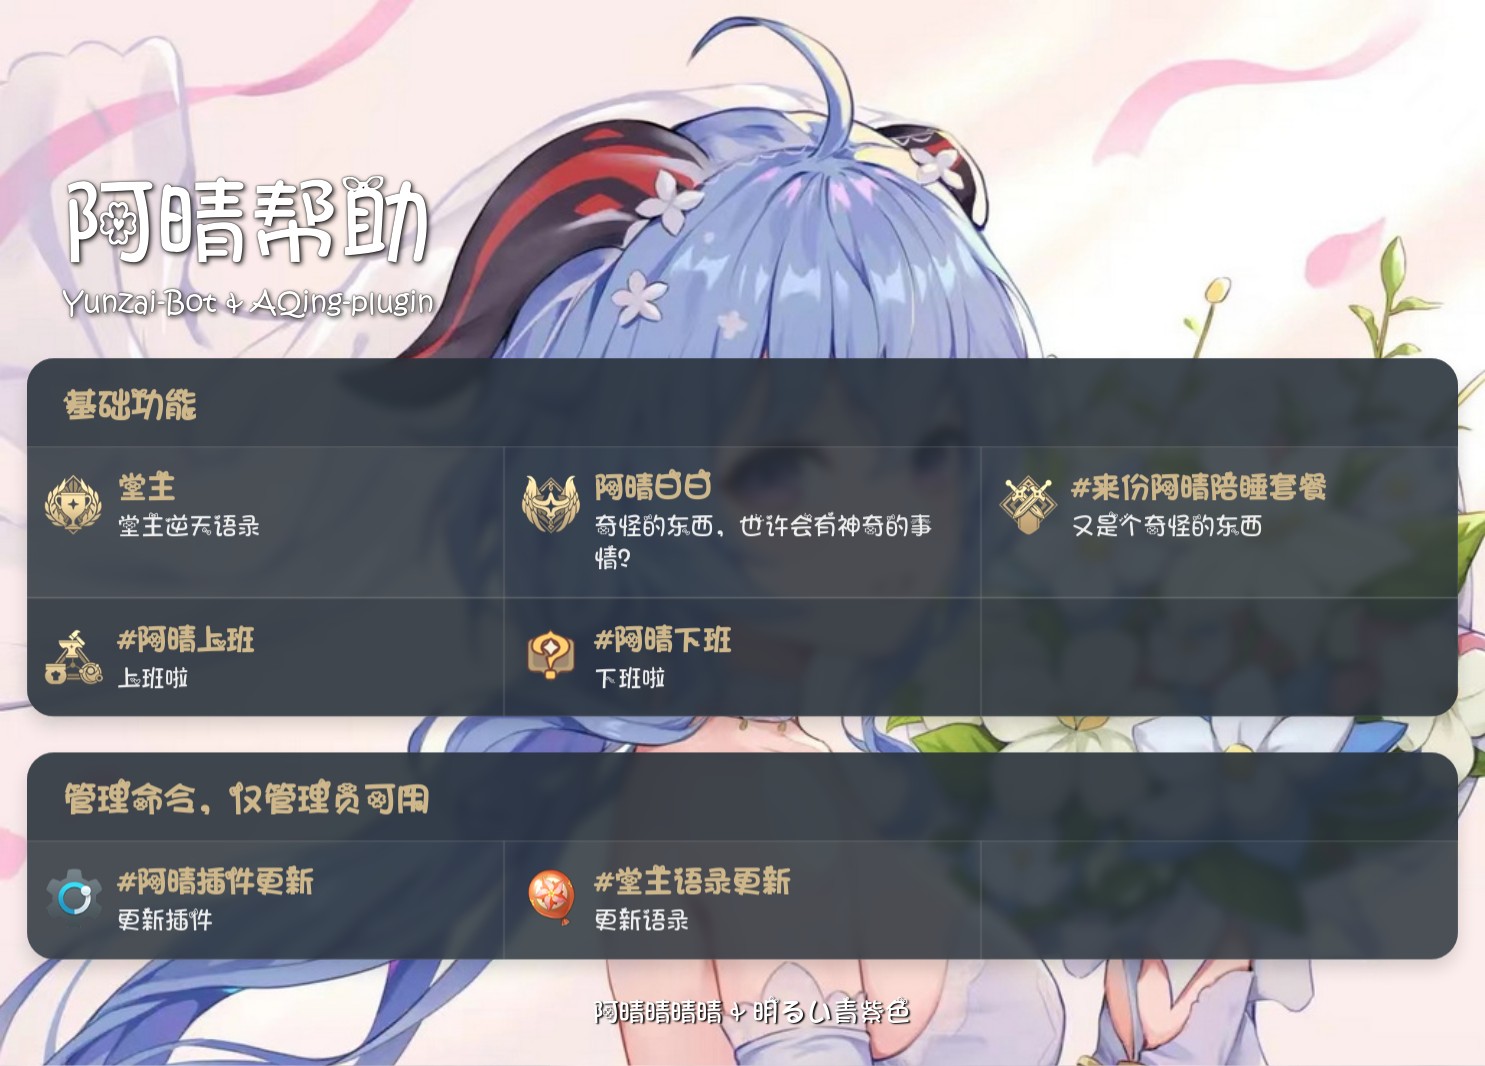 阿晴帮助
Yunzai-Bot & AQing-plugin
基础功能
堂主
堂主逆天语录
阿晴日日
奇怪的东西，也许会有神奇的事
情?
#来份阿晴陪睡套餐
又是个奇怪的东西
#阿晴上班
上班啦
#阿晴下班
下班啦
管理命令，仅管理员可用
#阿晴插件更新
更新插件
#堂主语录更新
更新语录
阿晴晴晴晴 & 明るい青紫色